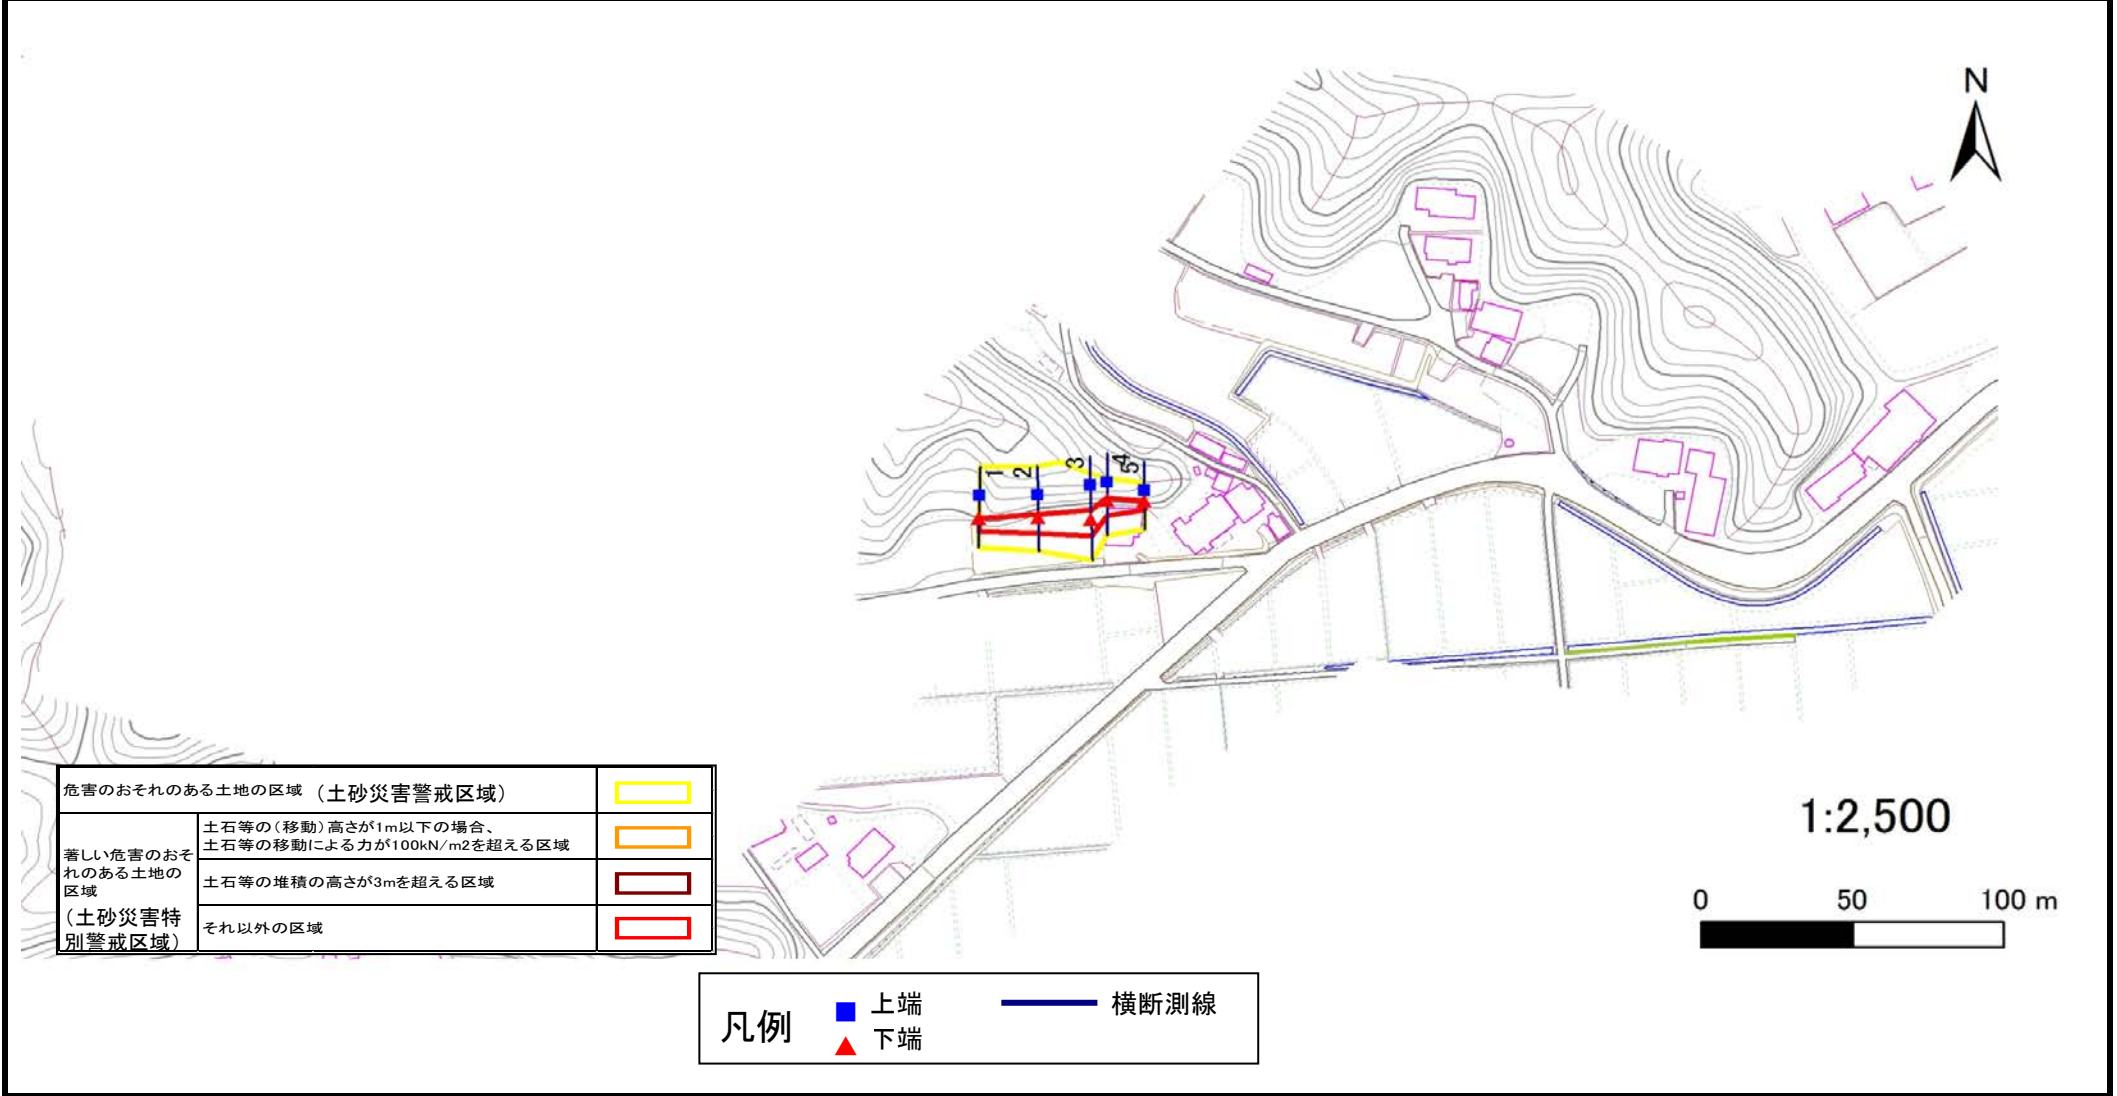 N
1
2
3
4
5
危害のおそれのある土地の区域 (土砂災害警戒区域)
著しい危害のおそ
れのある土地の
区域
(土砂災害特
別警戒区域)
土石等の(移動)高さが1m以下の場合、
土石等の移動による力が100kN/m2を超える区域
土石等の堆積の高さが3mを超える区域
それ以外の区域
1:2,500
0 50 100 m
凡例
上端
下端
横断測線